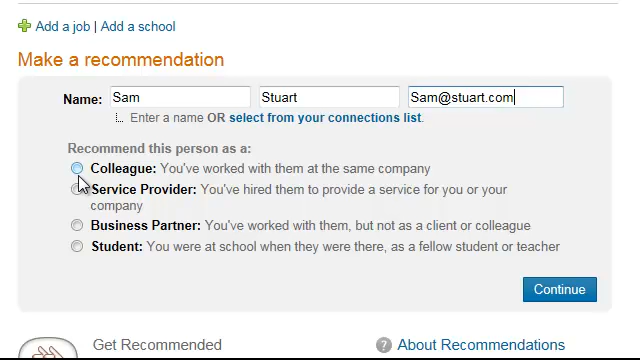 Add a job | Add a school
Make a recommendation
Name: Sam Stuart Sam@stuart.com
Enter a name OR select from your connections list.
Recommend this person as a:
Colleague: You've worked with them at the same company
Service Provider: You've hired them to provide a service for you or your
company
Business Partner: You've worked with them, but not as a client or colleague
Student: You were at school when they were there, as a fellow student or teacher
Continue
Get Recommended ? About Recommendations